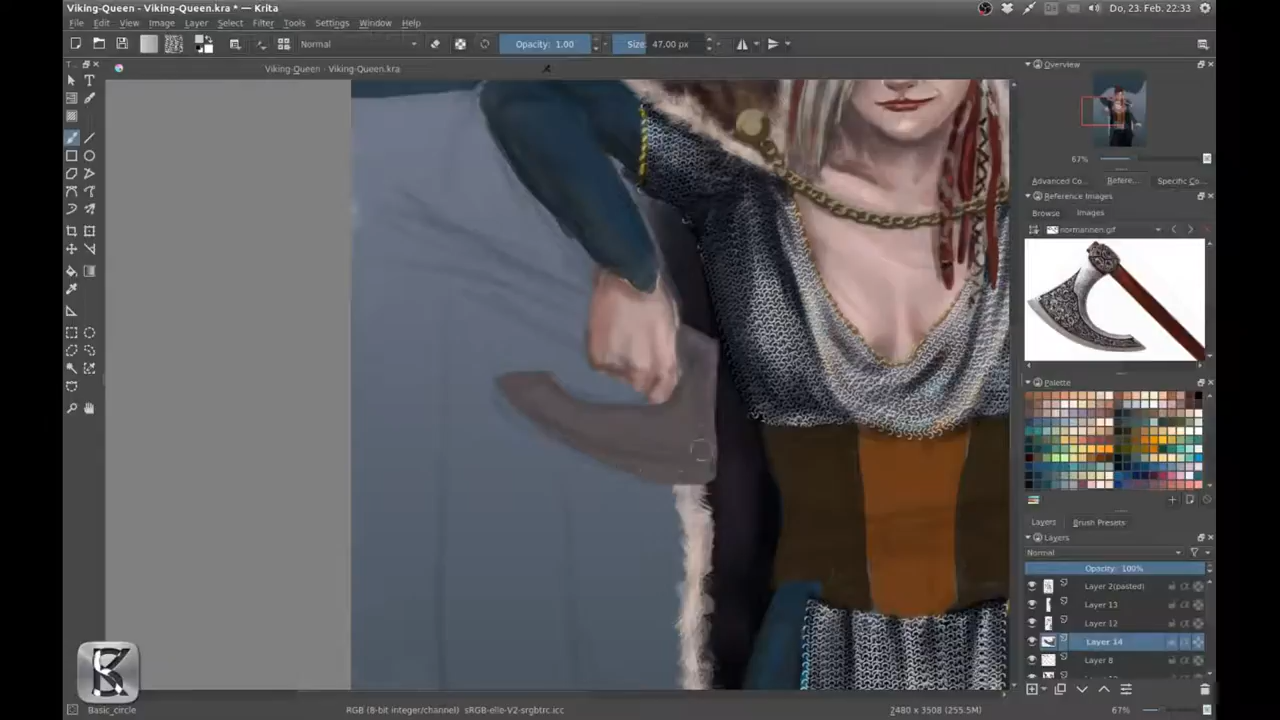 Viking-Queen - Viking-Queen.kra * — Krita
De
Do, 23. Feb. 22:33
File Edit View Image Layer Select Filter Tools Settings Window Help
Normal
Opacity: 1.00
Size: 47.00 px
T...
Viking-Queen - Viking-Queen.kra
Overview
67%
Advanced Co...
Refere...
Specific Co...
Reference Images
Browse
Images
normannen.gif
Palette
Layers
Brush Presets
Layers
Normal
Opacity: 100%
Layer 2(pasted)
Layer 13
Layer 12
Layer 14
Layer 8
K
Basic_circle
RGB (8-bit integer/channel) sRGB-elle-V2-srgbtrc.icc
2480 x 3508 (255.5M)
67%